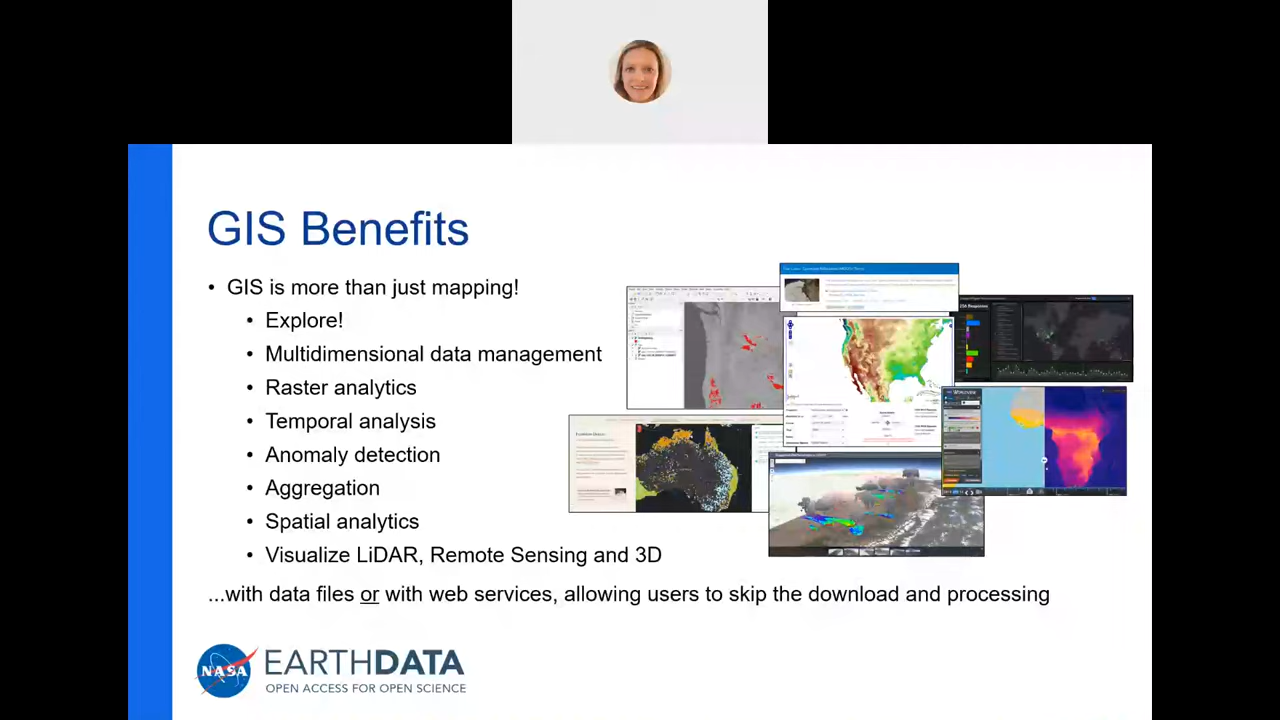 GIS Benefits
• GIS is more than just mapping!
• Explore!
• Multidimensional data management
• Raster analytics
• Temporal analysis
• Anomaly detection
• Aggregation
• Spatial analytics
• Visualize LiDAR, Remote Sensing and 3D
...with data files or with web services, allowing users to skip the download and processing
NASA
EARTHDATA
OPEN ACCESS FOR OPEN SCIENCE